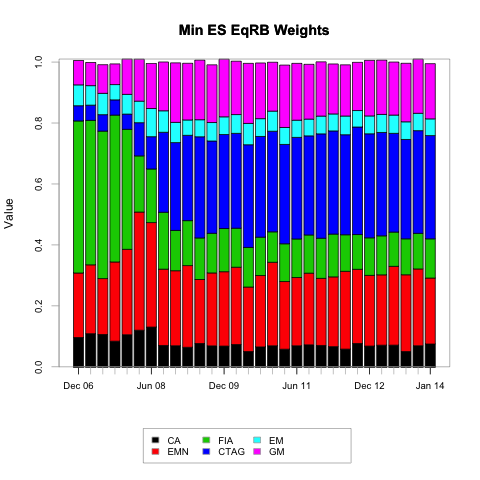 Min ES EqRB Weights
1.0
0.8
0.6
0.4
0.2
0.0
Value
Dec 06 Jun 08 Dec 09 Jun 11 Dec 12 Jan 14
CA FIA EM
EMN CTAG GM